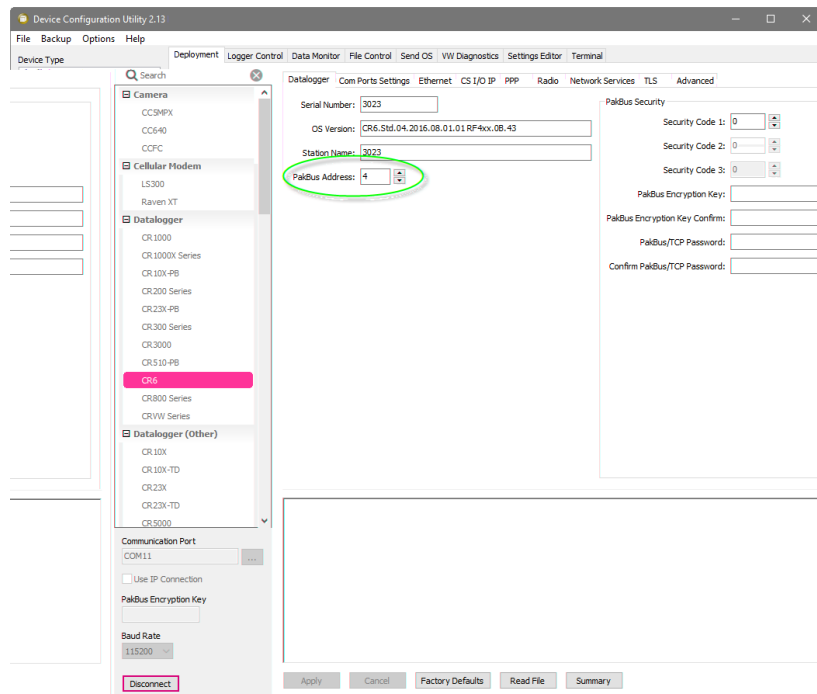 Device Configuration Utility 2.13
File Backup Options Help
Device Type
Deployment Logger Control Data Monitor File Control Send OS VW Diagnostics Settings Editor Terminal
Search
Camera
CC5MPX
CC640
CCFC
Cellular Modem
LS300
Raven XT
Datalogger
CR1000
CR1000X Series
CR10X-PB
CR200 Series
CR23X-PB
CR300 Series
CR3000
CR510-PB
CR6
CR800 Series
CRVW Series
Datalogger (Other)
CR10X
CR10X-TD
CR23X
CR23X-TD
CR5000
Communication Port
COM11
...
Use IP Connection
PakBus Encryption Key
Baud Rate
115200
Disconnect
Datalogger Com Ports Settings Ethernet CS I/O IP PPP Radio Network Services TLS Advanced
Serial Number: 3023
OS Version: CR6.Std.04.2016.08.01.01 RF4xx.0B.43
Station Name: 3023
PakBus Address: 4
PakBus Security
Security Code 1: 0
Security Code 2: 0
Security Code 3: 0
PakBus Encryption Key:
PakBus Encryption Key Confirm:
PakBus/TCP Password:
Confirm PakBus/TCP Password:
Apply Cancel Factory Defaults Read File Summary